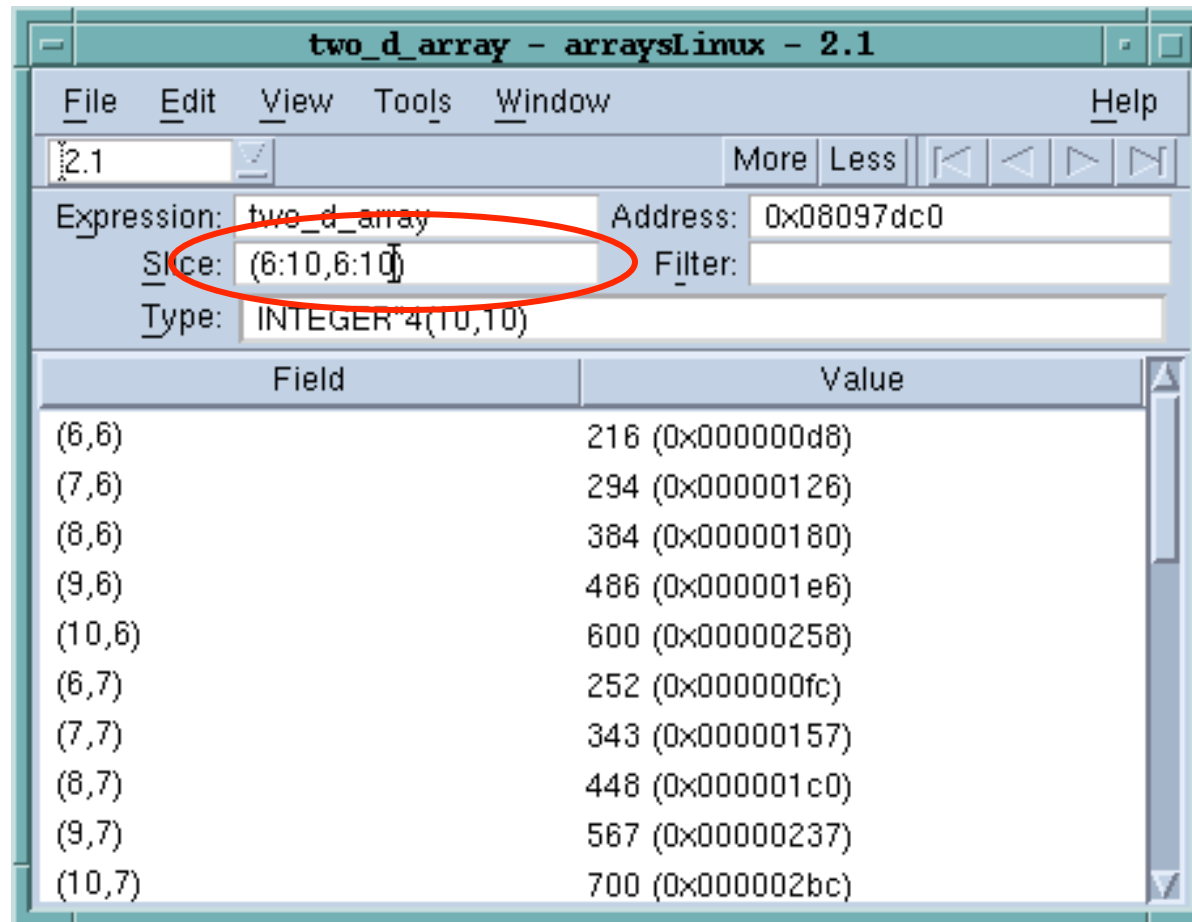 two_d_array - arraysLinux - 2.1
File Edit View Tools Window Help
2.1 More Less
Expression: two_d_array Address: 0x08097dc0
Slice: (6:10,6:10) Filter:
Type: INTEGER*4(10,10)
Field Value
(6,6) 216 (0x000000d8)
(7,6) 294 (0x00000126)
(8,6) 384 (0x00000180)
(9,6) 486 (0x000001e6)
(10,6) 600 (0x00000258)
(6,7) 252 (0x000000fc)
(7,7) 343 (0x00000157)
(8,7) 448 (0x000001c0)
(9,7) 567 (0x00000237)
(10,7) 700 (0x000002bc)